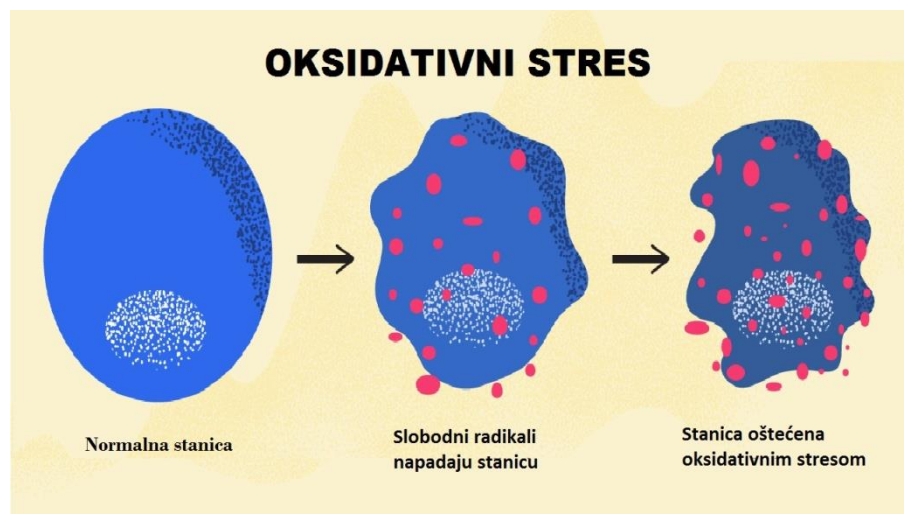 OKSIDATIVNI STRES
Normalna stanica
Slobodni radikali
napadaju stanicu
Stanica oštećena
oksidativnim stresom